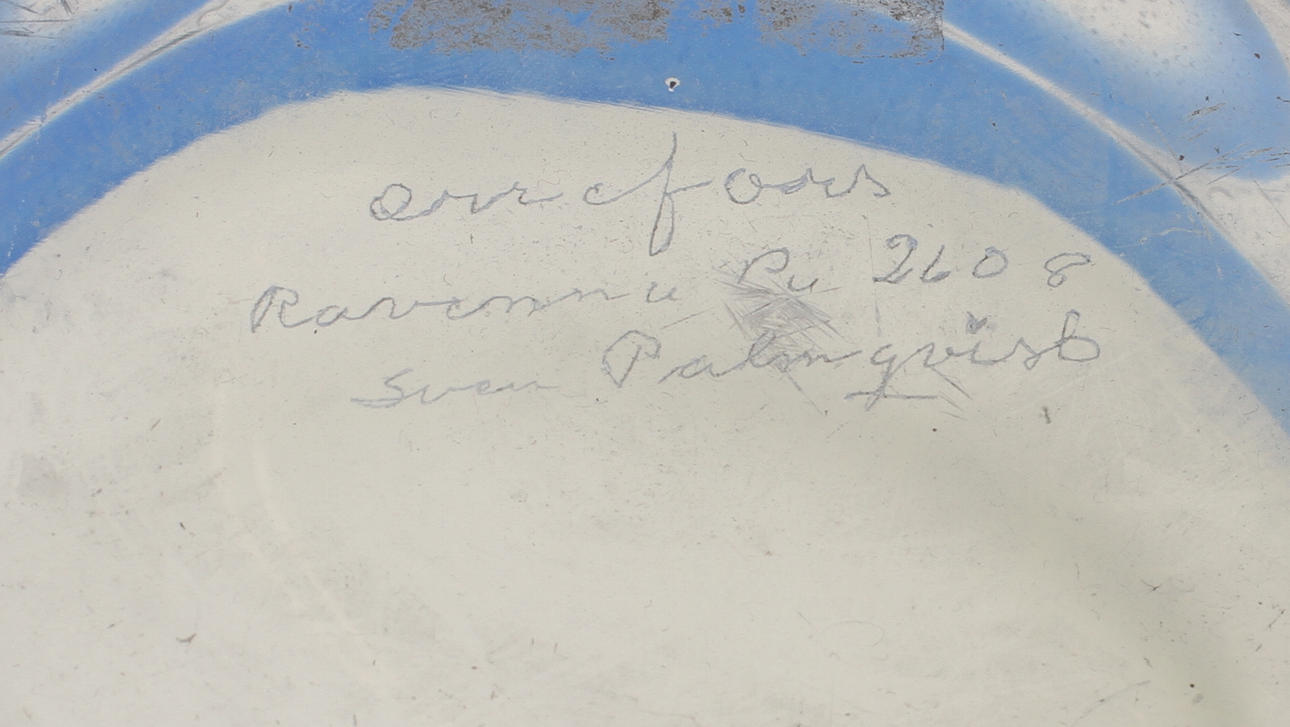 orrefors
Ravenna Pu 2608
Sven Palmqvist